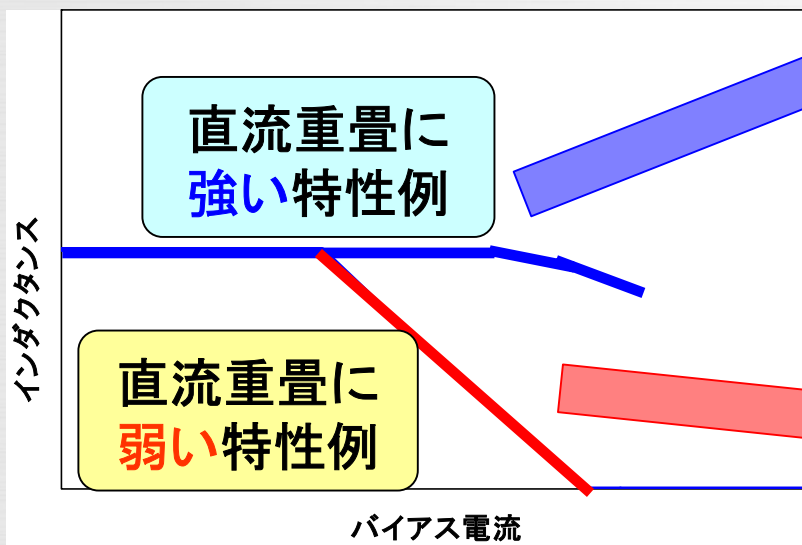 直流重畳に
強い特性例
インダクタンス
直流重畳に
弱い特性例
バイアス電流